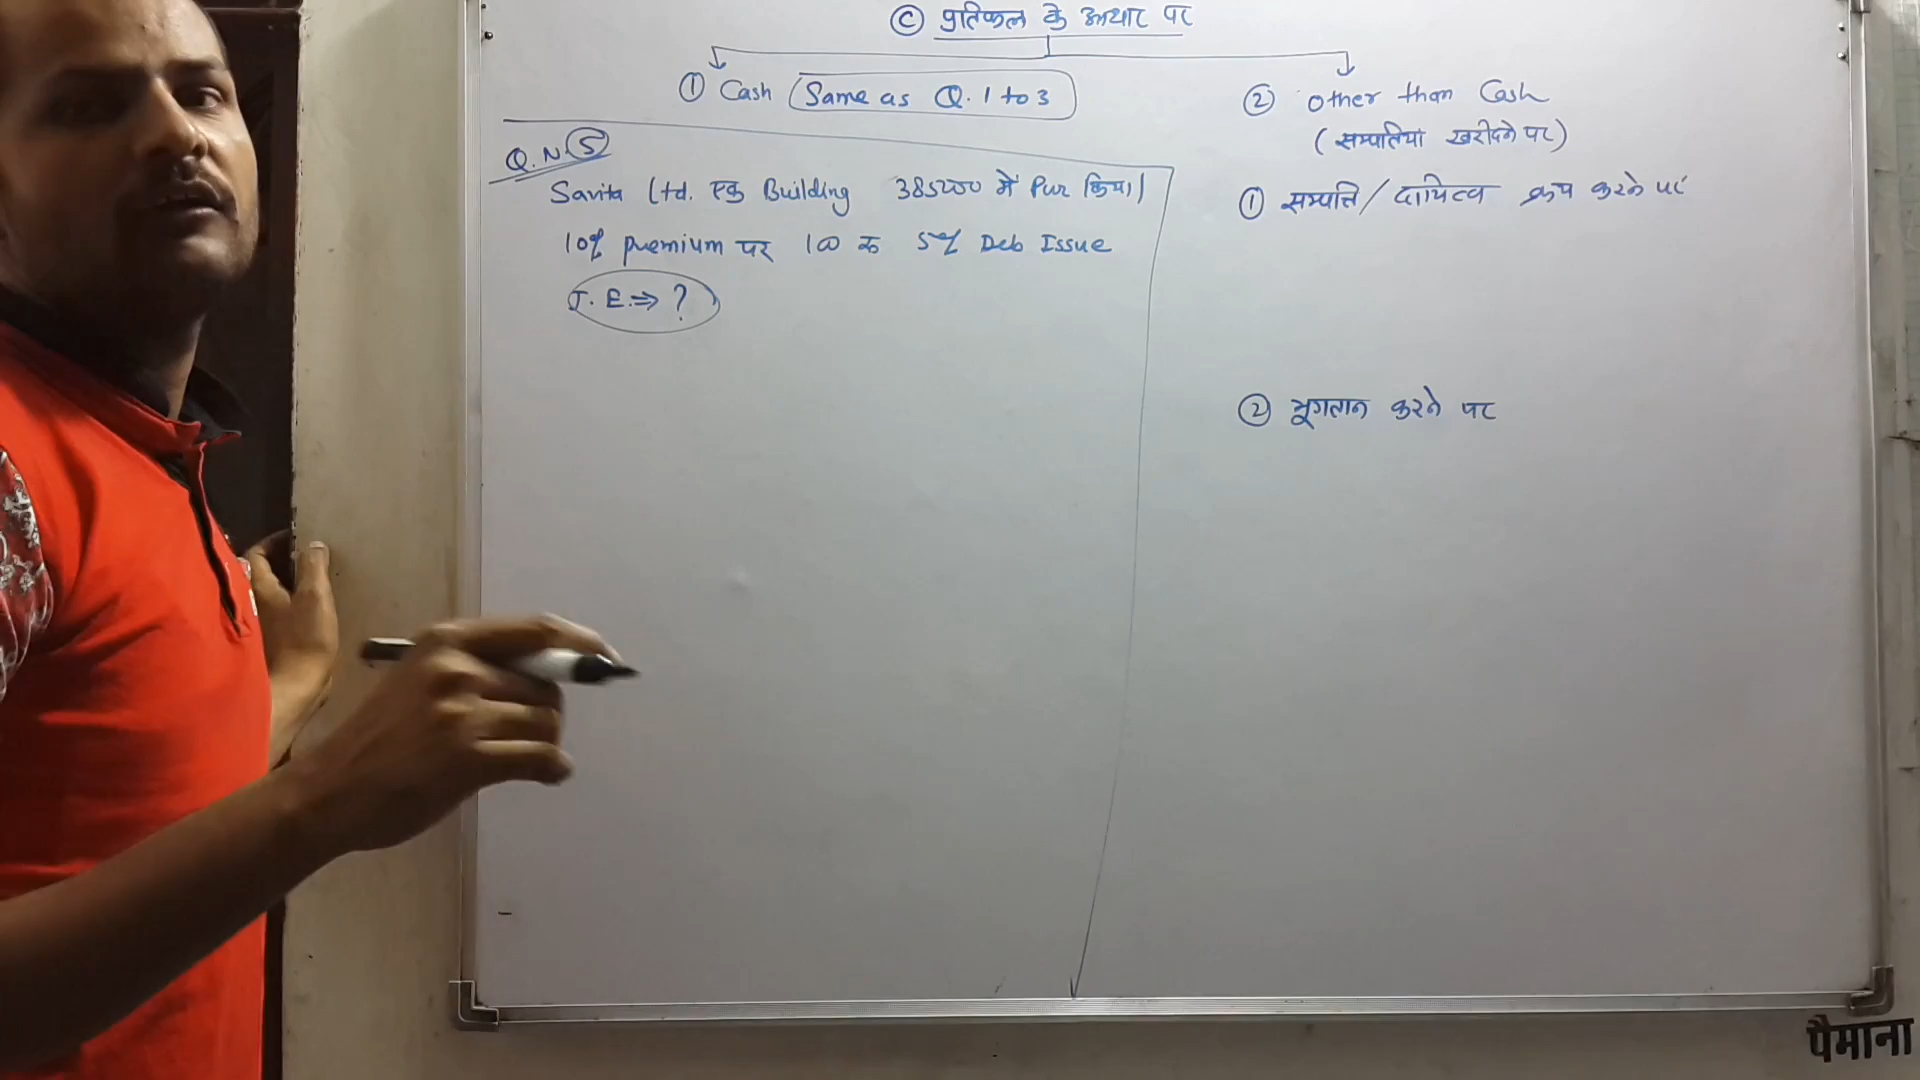 Ⓒ प्रतिफल के आधार पर
① Cash (Same as Q. 1 to 3)
② Other than Cash
(सम्पतिया खरीदने पर)
Q.N. ⑤
Savita Ltd. एक Building 385200 में Pur किया।
10% premium पर 100 रु 5% Deb Issue
J. E. ⇒ ?
① सम्पत्ति / दायित्व क्रय करने पर
② भूगतान करने पर
पैमाना